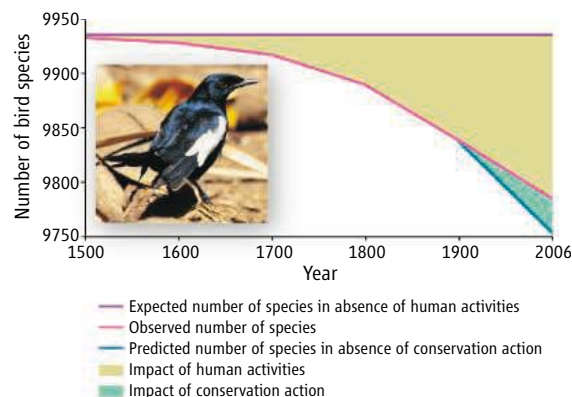 9950
9900
9850
9800
9750
Number of bird species
1500 1600 1700 1800 1900 2006
Year
Expected number of species in absence of human activities
Observed number of species
Predicted number of species in absence of conservation action
Impact of human activities
Impact of conservation action